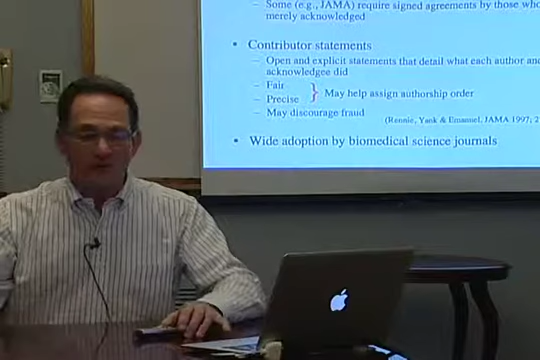 – Some (e.g., JAMA) require signed agreements by those who
merely acknowledged
• Contributor statements
– Open and explicit statements that detail what each author and
acknowledgee did
– Fair
– Precise
} May help assign authorship order
– May discourage fraud
(Rennie, Yank & Emanuel, JAMA 1997; 2
• Wide adoption by biomedical science journals